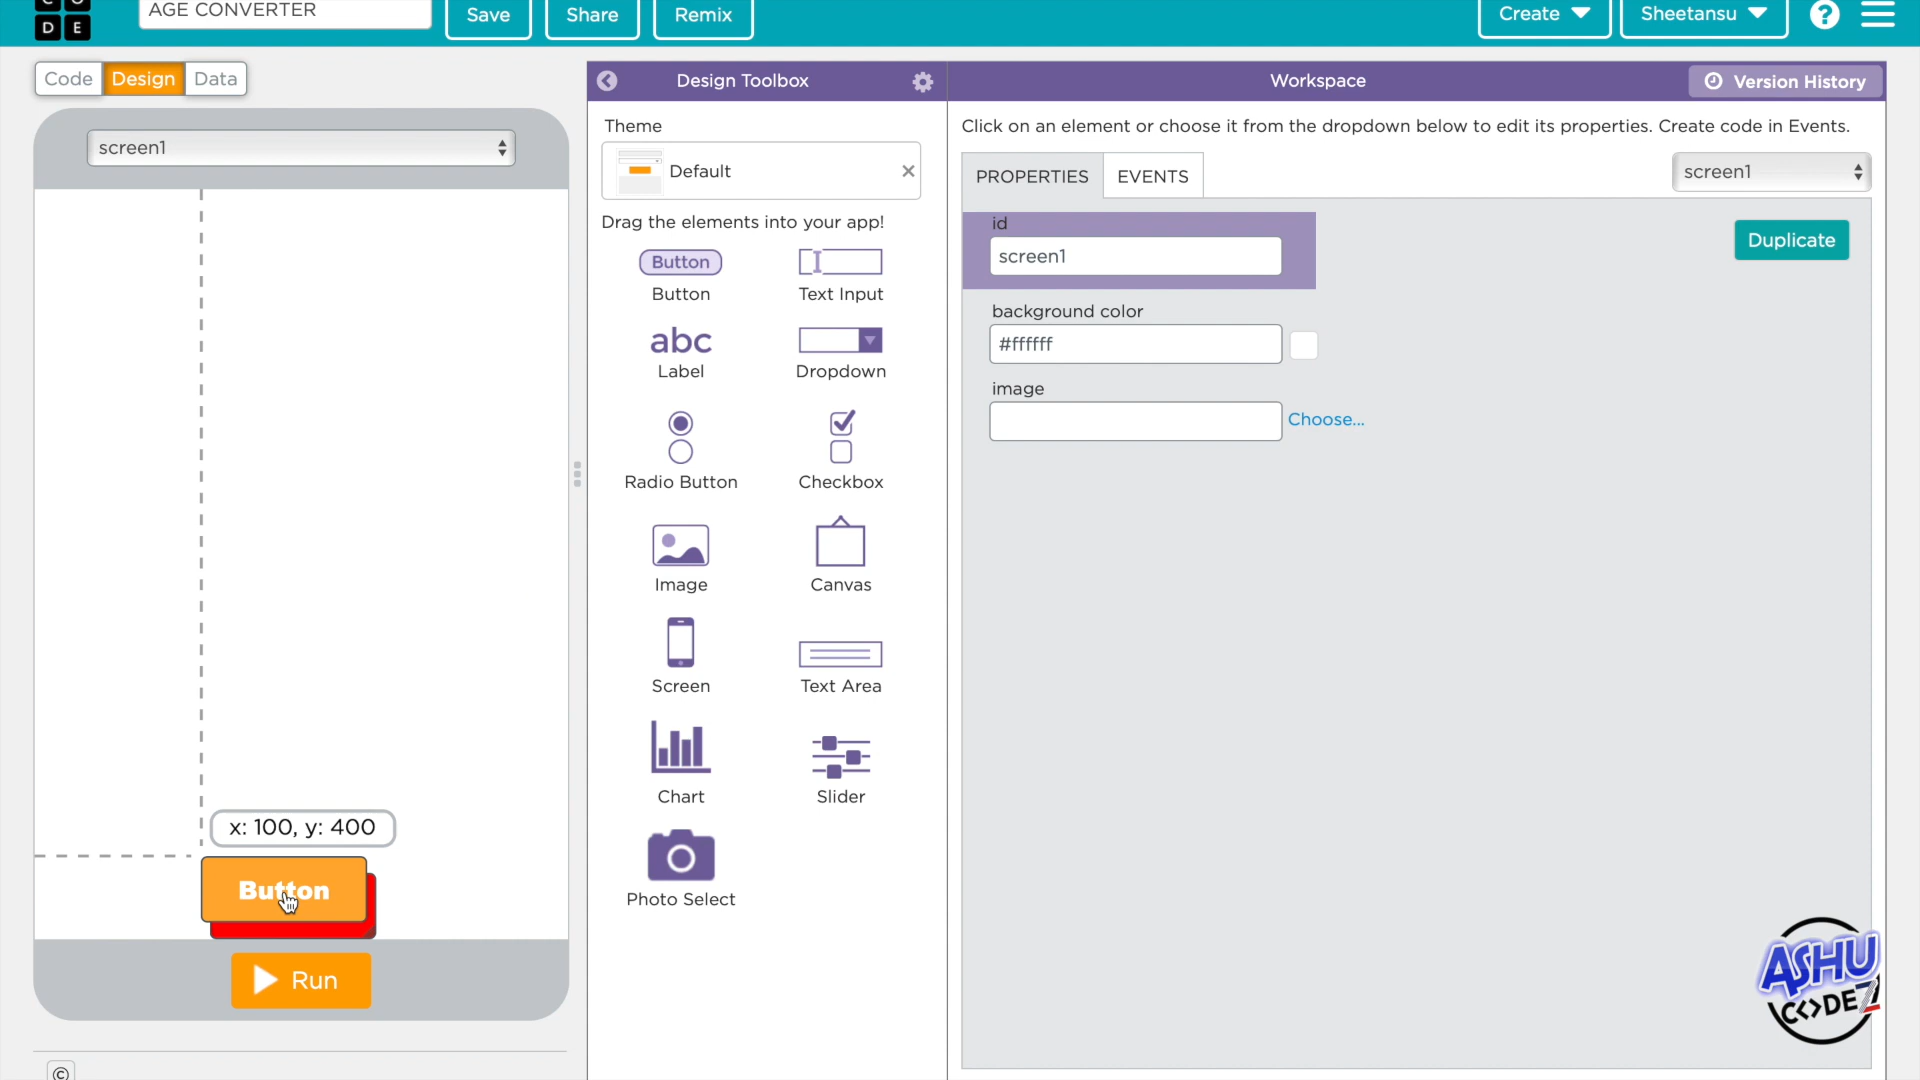 C O
D E
AGE CONVERTER
Save
Share
Remix
Create
Sheetansu
?
Code
Design
Data
screen1
x: 100, y: 400
Button
Run
©
Design Toolbox
Theme
Default
Drag the elements into your app!
Button
Button
Text Input
abc
Label
Dropdown
Radio Button
Checkbox
Image
Canvas
Screen
Text Area
Chart
Slider
Photo Select
Workspace
Version History
Click on an element or choose it from the dropdown below to edit its properties. Create code in Events.
PROPERTIES
EVENTS
screen1
id
screen1
Duplicate
background color
#ffffff
image
Choose...
ASHU
C<>DEZ